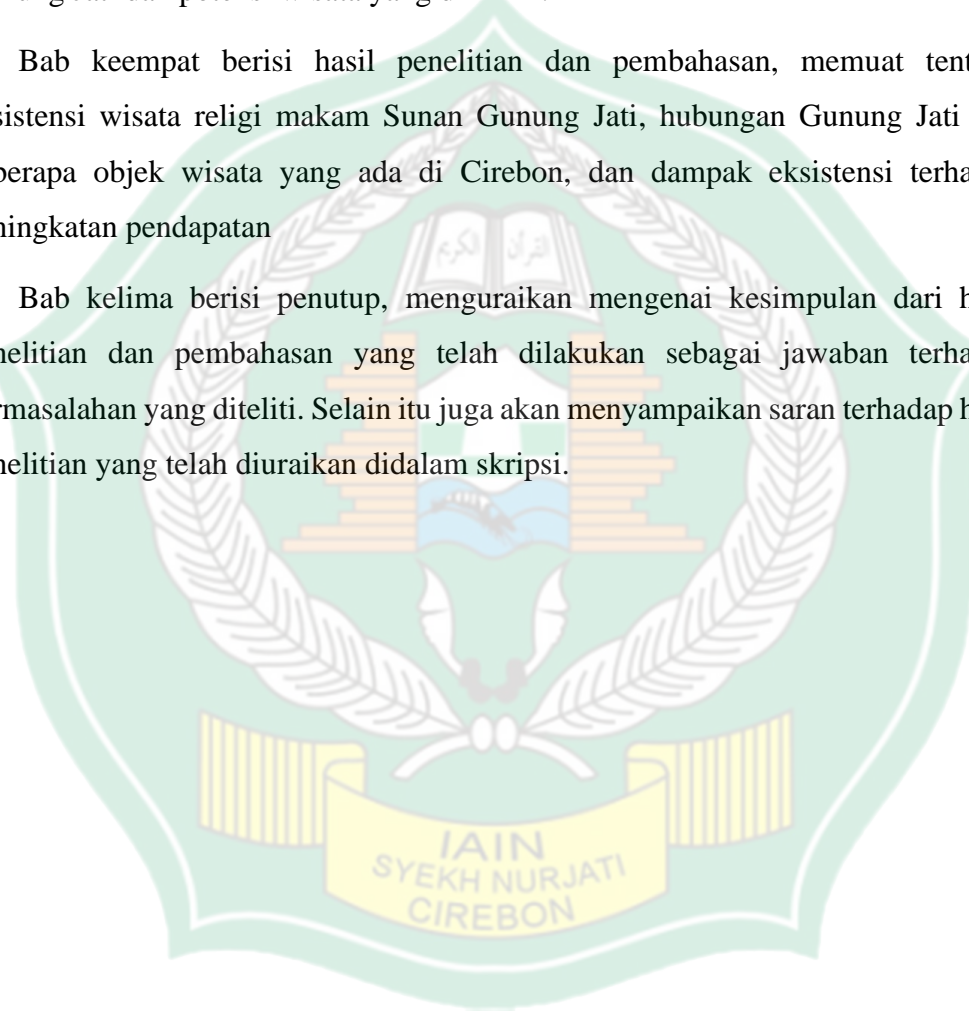 Bab keempat berisi hasil penelitian dan pembahasan, memuat tent
sistensi wisata religi makam Sunan Gunung Jati, hubungan Gunung Jati
berapa objek wisata yang ada di Cirebon, dan dampak eksistensi terha
ningkatan pendapatan
Bab kelima berisi penutup, menguraikan mengenai kesimpulan dari h
nelitian dan pembahasan yang telah dilakukan sebagai jawaban terha
rmasalahan yang diteliti. Selain itu juga akan menyampaikan saran terhadap h
nelitian yang telah diuraikan didalam skripsi.
القرآن الكريم
IAIN
SYEKH NURJATI
CIREBON